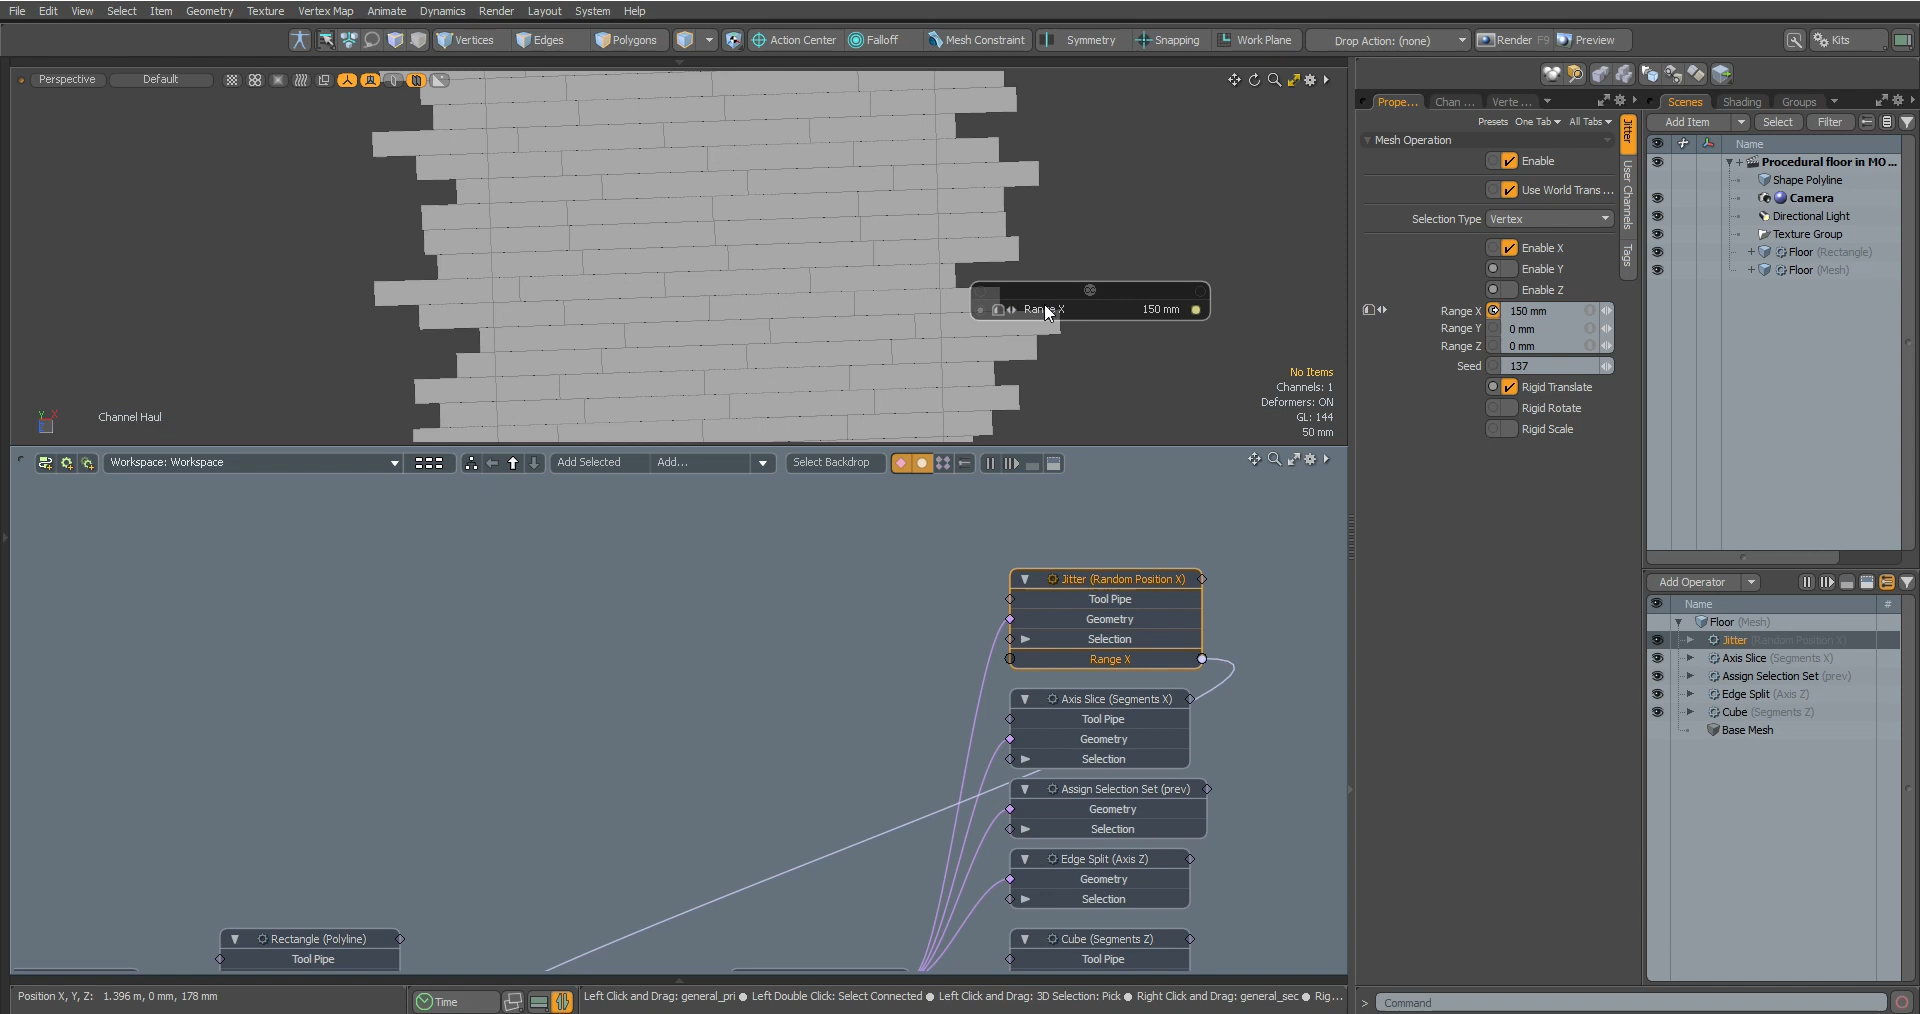 File Edit View Select Item Geometry Texture Vertex Map Animate Dynamics Render Layout System Help
Vertices Edges Polygons Action Center Falloff Mesh Constraint Symmetry Snapping Work Plane Drop Action: (none) Render F9 Preview Kits
Perspective Default
Range X 150 mm
No Items
Channels: 1
Deformers: ON
GL: 144
50 mm
Y X
Channel Haul
Workspace: Workspace Add Selected Add... Select Backdrop
Jitter (Random Position X)
Tool Pipe
Geometry
Selection
Range X
Axis Slice (Segments X)
Tool Pipe
Geometry
Selection
Assign Selection Set (prev)
Geometry
Selection
Edge Split (Axis Z)
Geometry
Selection
Rectangle (Polyline)
Tool Pipe
Cube (Segments Z)
Tool Pipe
Position X, Y, Z: 1.396 m, 0 mm, 178 mm
Time
Left Click and Drag: general_pri ● Left Double Click: Select Connected ● Left Click and Drag: 3D Selection: Pick ● Right Click and Drag: general_sec ● Rig...
Prope... Chan ... Verte ...
Presets One Tab All Tabs
Jitter
User Channels
Tags
Mesh Operation
Enable
Use World Trans ...
Selection Type Vertex
Enable X
Enable Y
Enable Z
Range X 150 mm
Range Y 0 mm
Range Z 0 mm
Seed 137
Rigid Translate
Rigid Rotate
Rigid Scale
Scenes Shading Groups
Add Item Select Filter
Name
Procedural floor in MO ...
Shape Polyline
Camera
Directional Light
Texture Group
Floor (Rectangle)
Floor (Mesh)
Add Operator
Name #
Floor (Mesh)
Jitter (Random Position X)
Axis Slice (Segments X)
Assign Selection Set (prev)
Edge Split (Axis Z)
Cube (Segments Z)
Base Mesh
> Command